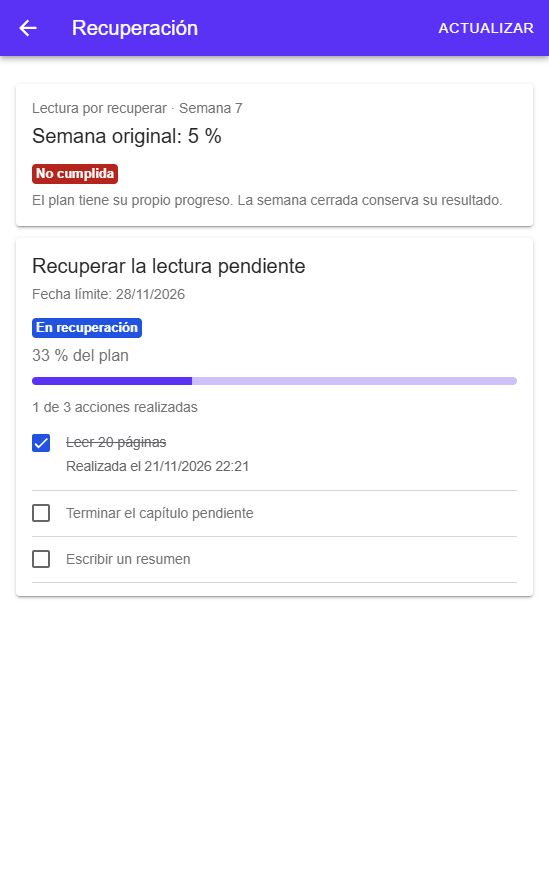 Recuperación
ACTUALIZAR
Lectura por recuperar · Semana 7
Semana original: 5 %
No cumplida
El plan tiene su propio progreso. La semana cerrada conserva su resultado.
Recuperar la lectura pendiente
Fecha límite: 28/11/2026
En recuperación
33 % del plan
1 de 3 acciones realizadas
Leer 20 páginas
Realizada el 21/11/2026 22:21
Terminar el capítulo pendiente
Escribir un resumen